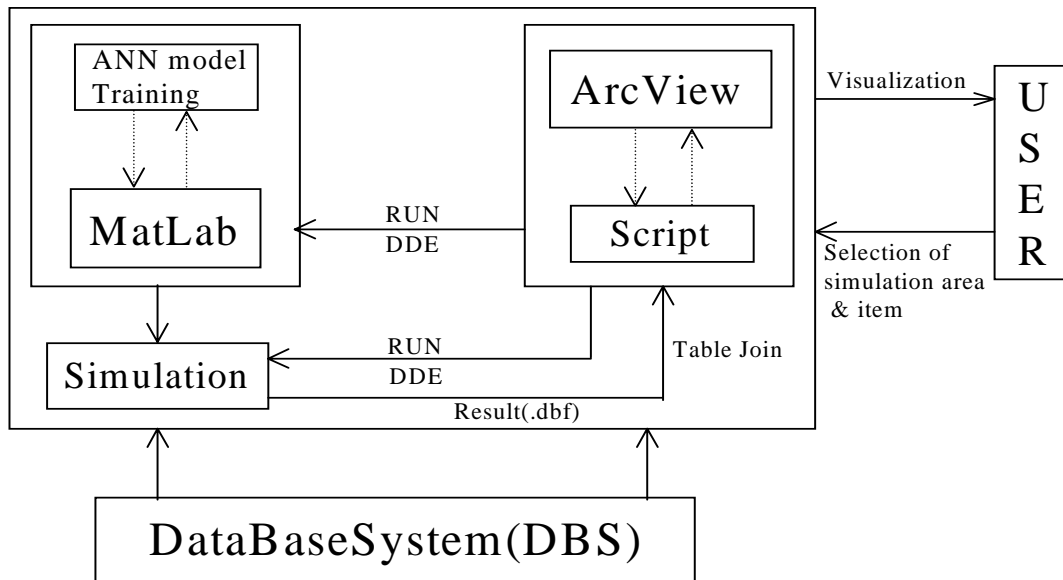 ANN model
Training
MatLab
RUN
DDE
ArcView
Script
Visualization
Selection of
simulation area
& item
USER
Simulation
RUN
DDE
Table Join
Result(.dbf)
DataBaseSystem(DBS)